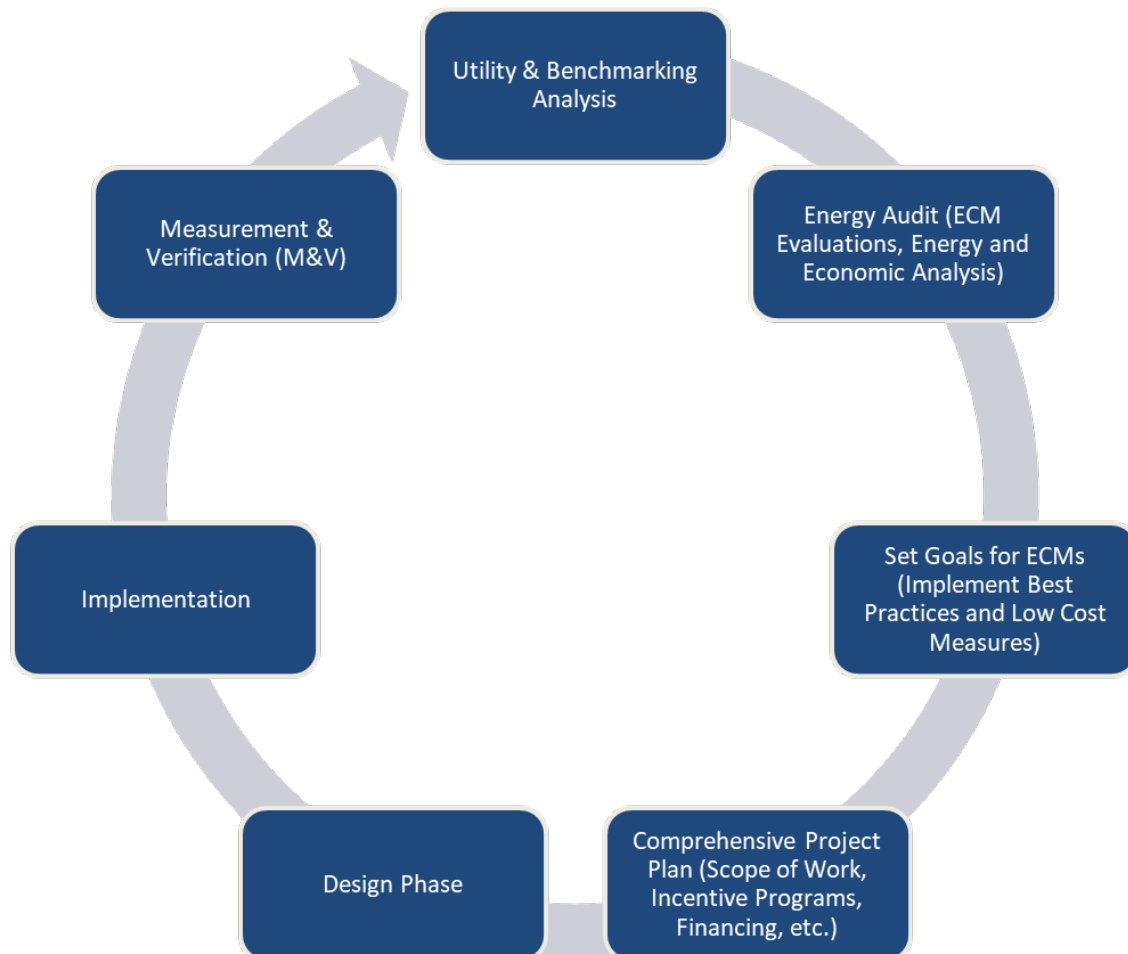 Utility & Benchmarking
Analysis
Energy Audit (ECM
Evaluations, Energy and
Economic Analysis)
Set Goals for ECMs
(Implement Best
Practices and Low Cost
Measures)
Comprehensive Project
Plan (Scope of Work,
Incentive Programs,
Financing, etc.)
Design Phase
Implementation
Measurement &
Verification (M&V)